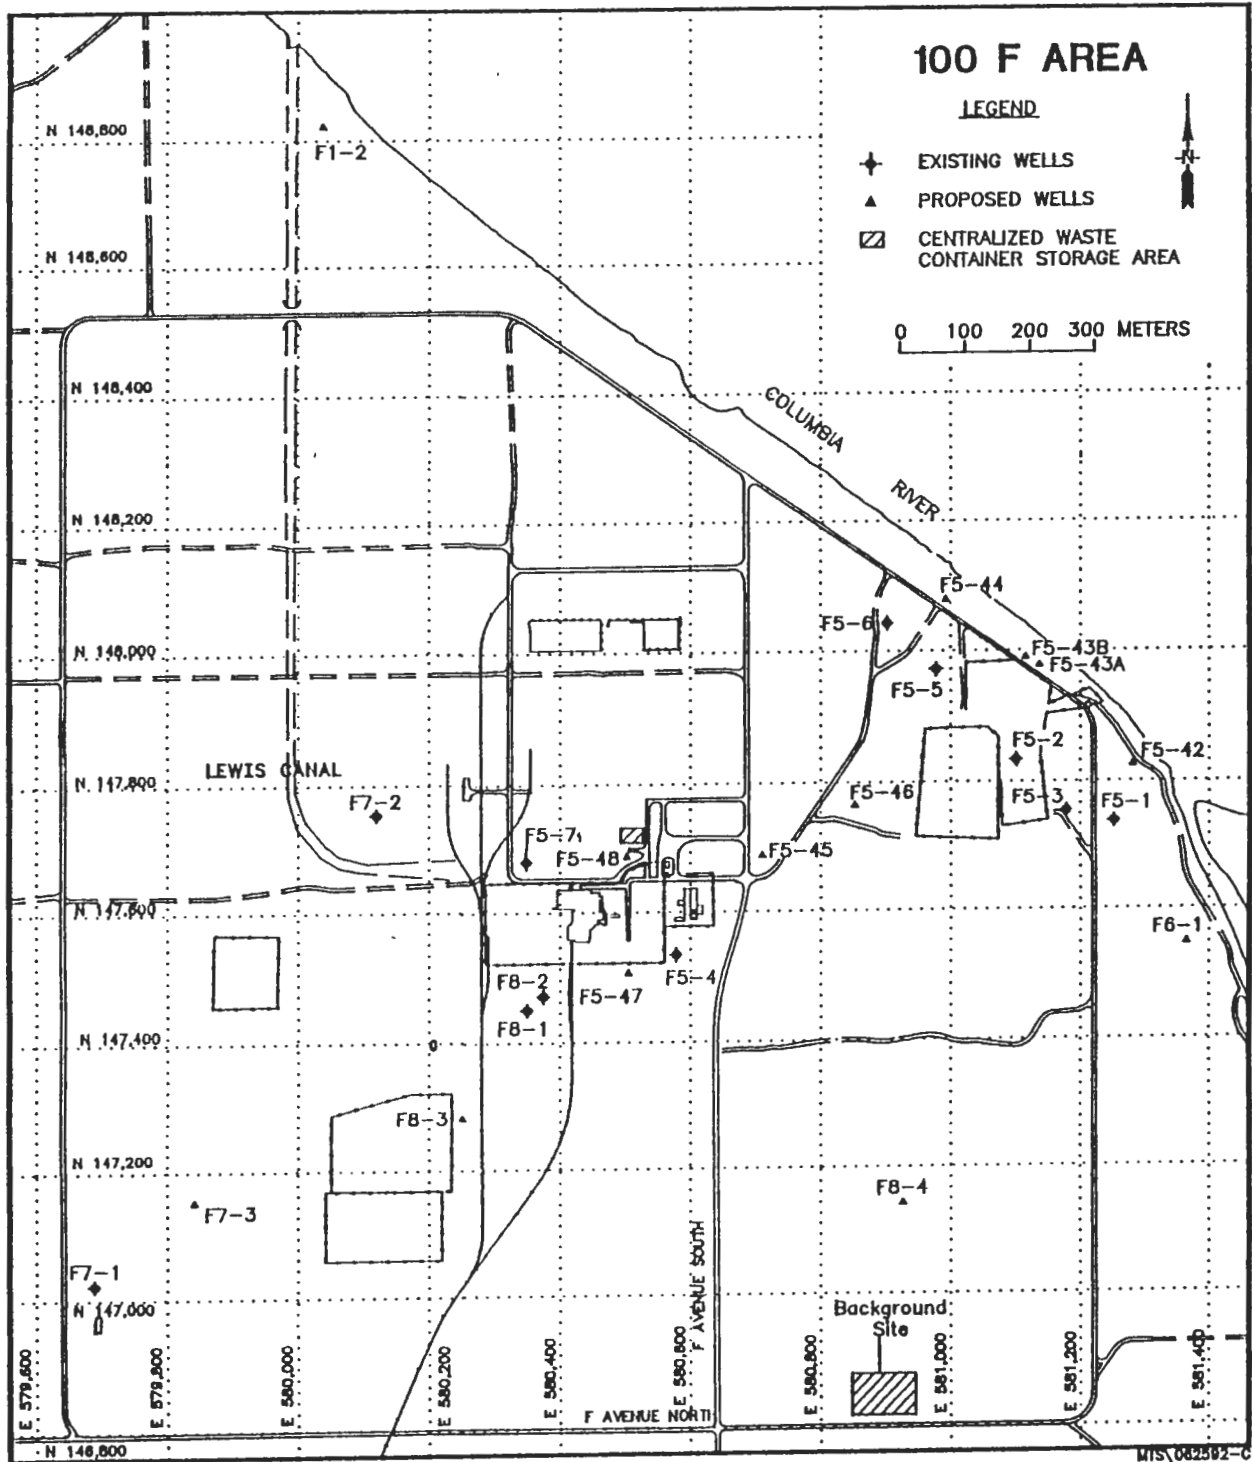 100 F AREA
LEGEND
EXISTING WELLS
PROPOSED WELLS
CENTRALIZED WASTE
CONTAINER STORAGE AREA
N
0 100 200 300 METERS
N 148,800
F1-2
N 148,600
N 148,400
COLUMBIA
RIVER
N 148,200
F5-44
F5-6
F5-43B
N 148,000
F5-43A
F5-5
F5-2
F5-42
LEWIS CANAL
N 147,800
F7-2
F5-46
F5-3
F5-1
F5-7
F5-48
F5-45
N 147,600
F6-1
F8-2
F5-47
F5-4
F8-1
N 147,400
F8-3
N 147,200
F8-4
F7-3
F AVENUE SOUTH
F7-1
N 147,000
Background
Site
E 579,600
E 579,800
E 580,000
E 580,200
E 580,400
E 580,600
E 580,800
E 581,000
E 581,200
E 581,400
F AVENUE NORTH
N 146,800
MTS\062592-C